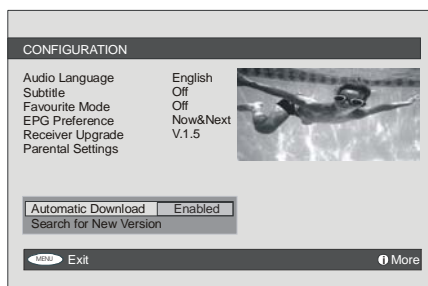 CONFIGURATION
Audio Language English
Subtitle Off
Favourite Mode Off
EPG Preference Now&Next
Receiver Upgrade V.1.5
Parental Settings
Automatic Download Enabled
Search for New Version
MENU Exit i More